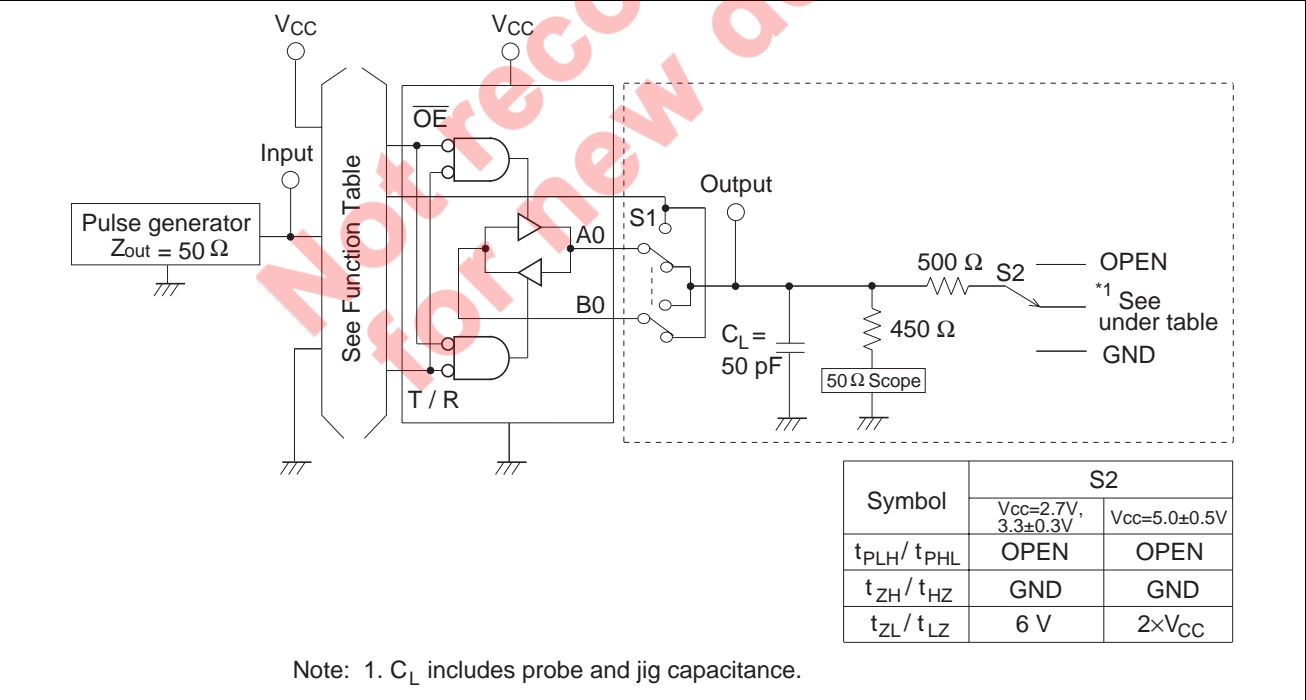 Not reco
for new d
VCC
VCC
OE
Input
Pulse generator
Zout = 50 Ω
See Function Table
T / R
A0
B0
S1
Output
CL =
50 pF
500 Ω
450 Ω
50 Ω Scope
S2
OPEN
*1 See
under table
GND
Symbol
S2
Vcc=2.7V,
3.3±0.3V
Vcc=5.0±0.5V
tPLH / tPHL OPEN OPEN
tZH / tHZ GND GND
tZL / tLZ 6 V 2×VCC
Note: 1. CL includes probe and jig capacitance.